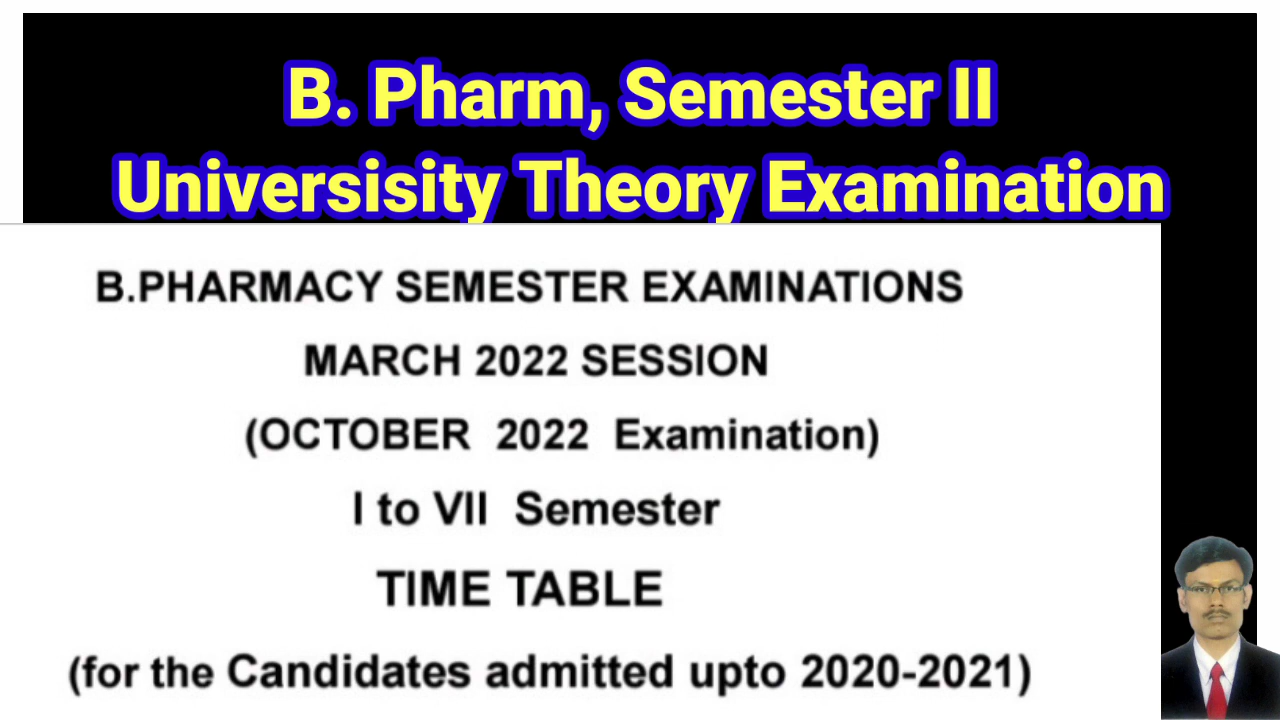 B. Pharm, Semester II
Universisity Theory Examination
B.PHARMACY SEMESTER EXAMINATIONS
MARCH 2022 SESSION
(OCTOBER 2022 Examination)
I to VII Semester
TIME TABLE
(for the Candidates admitted upto 2020-2021)